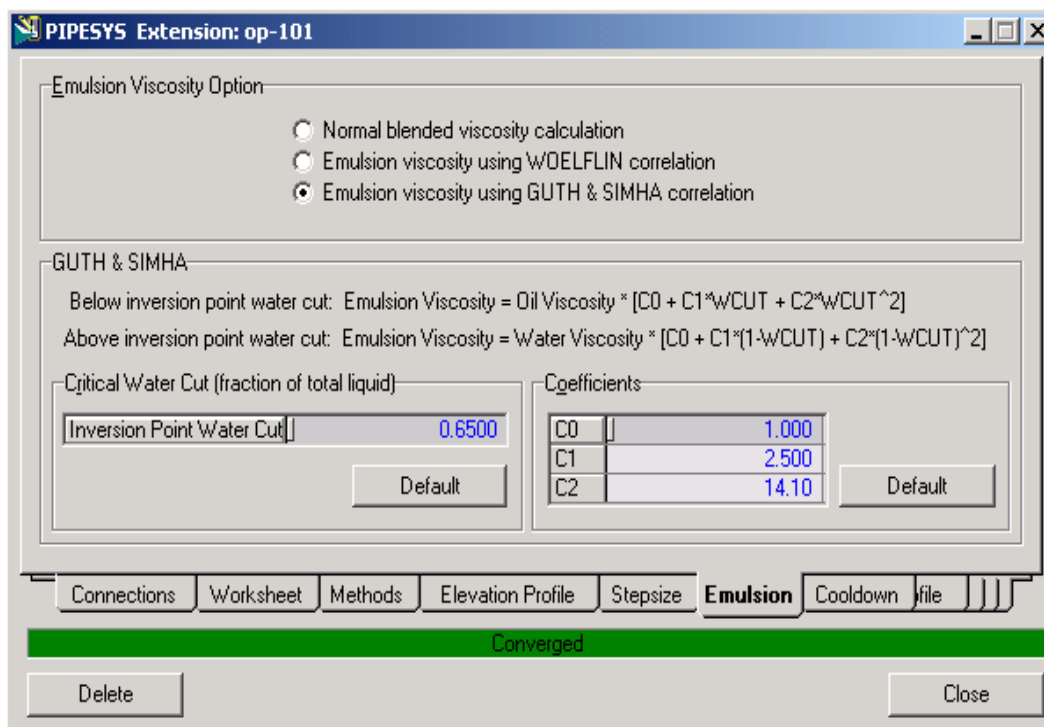 PIPESYS Extension: op-101
Emulsion Viscosity Option
Normal blended viscosity calculation
Emulsion viscosity using WOELFLIN correlation
Emulsion viscosity using GUTH & SIMHA correlation
GUTH & SIMHA
Below inversion point water cut: Emulsion Viscosity = Oil Viscosity * [C0 + C1*WCUT + C2*WCUT^2]
Above inversion point water cut: Emulsion Viscosity = Water Viscosity * [C0 + C1*(1-WCUT) + C2*(1-WCUT)^2]
Critical Water Cut (fraction of total liquid)
Inversion Point Water Cut 0.6500
Default
Coefficients
C0 1.000
C1 2.500
C2 14.10
Default
Connections Worksheet Methods Elevation Profile Stepsize Emulsion Cooldown ofile
Converged
Delete Close